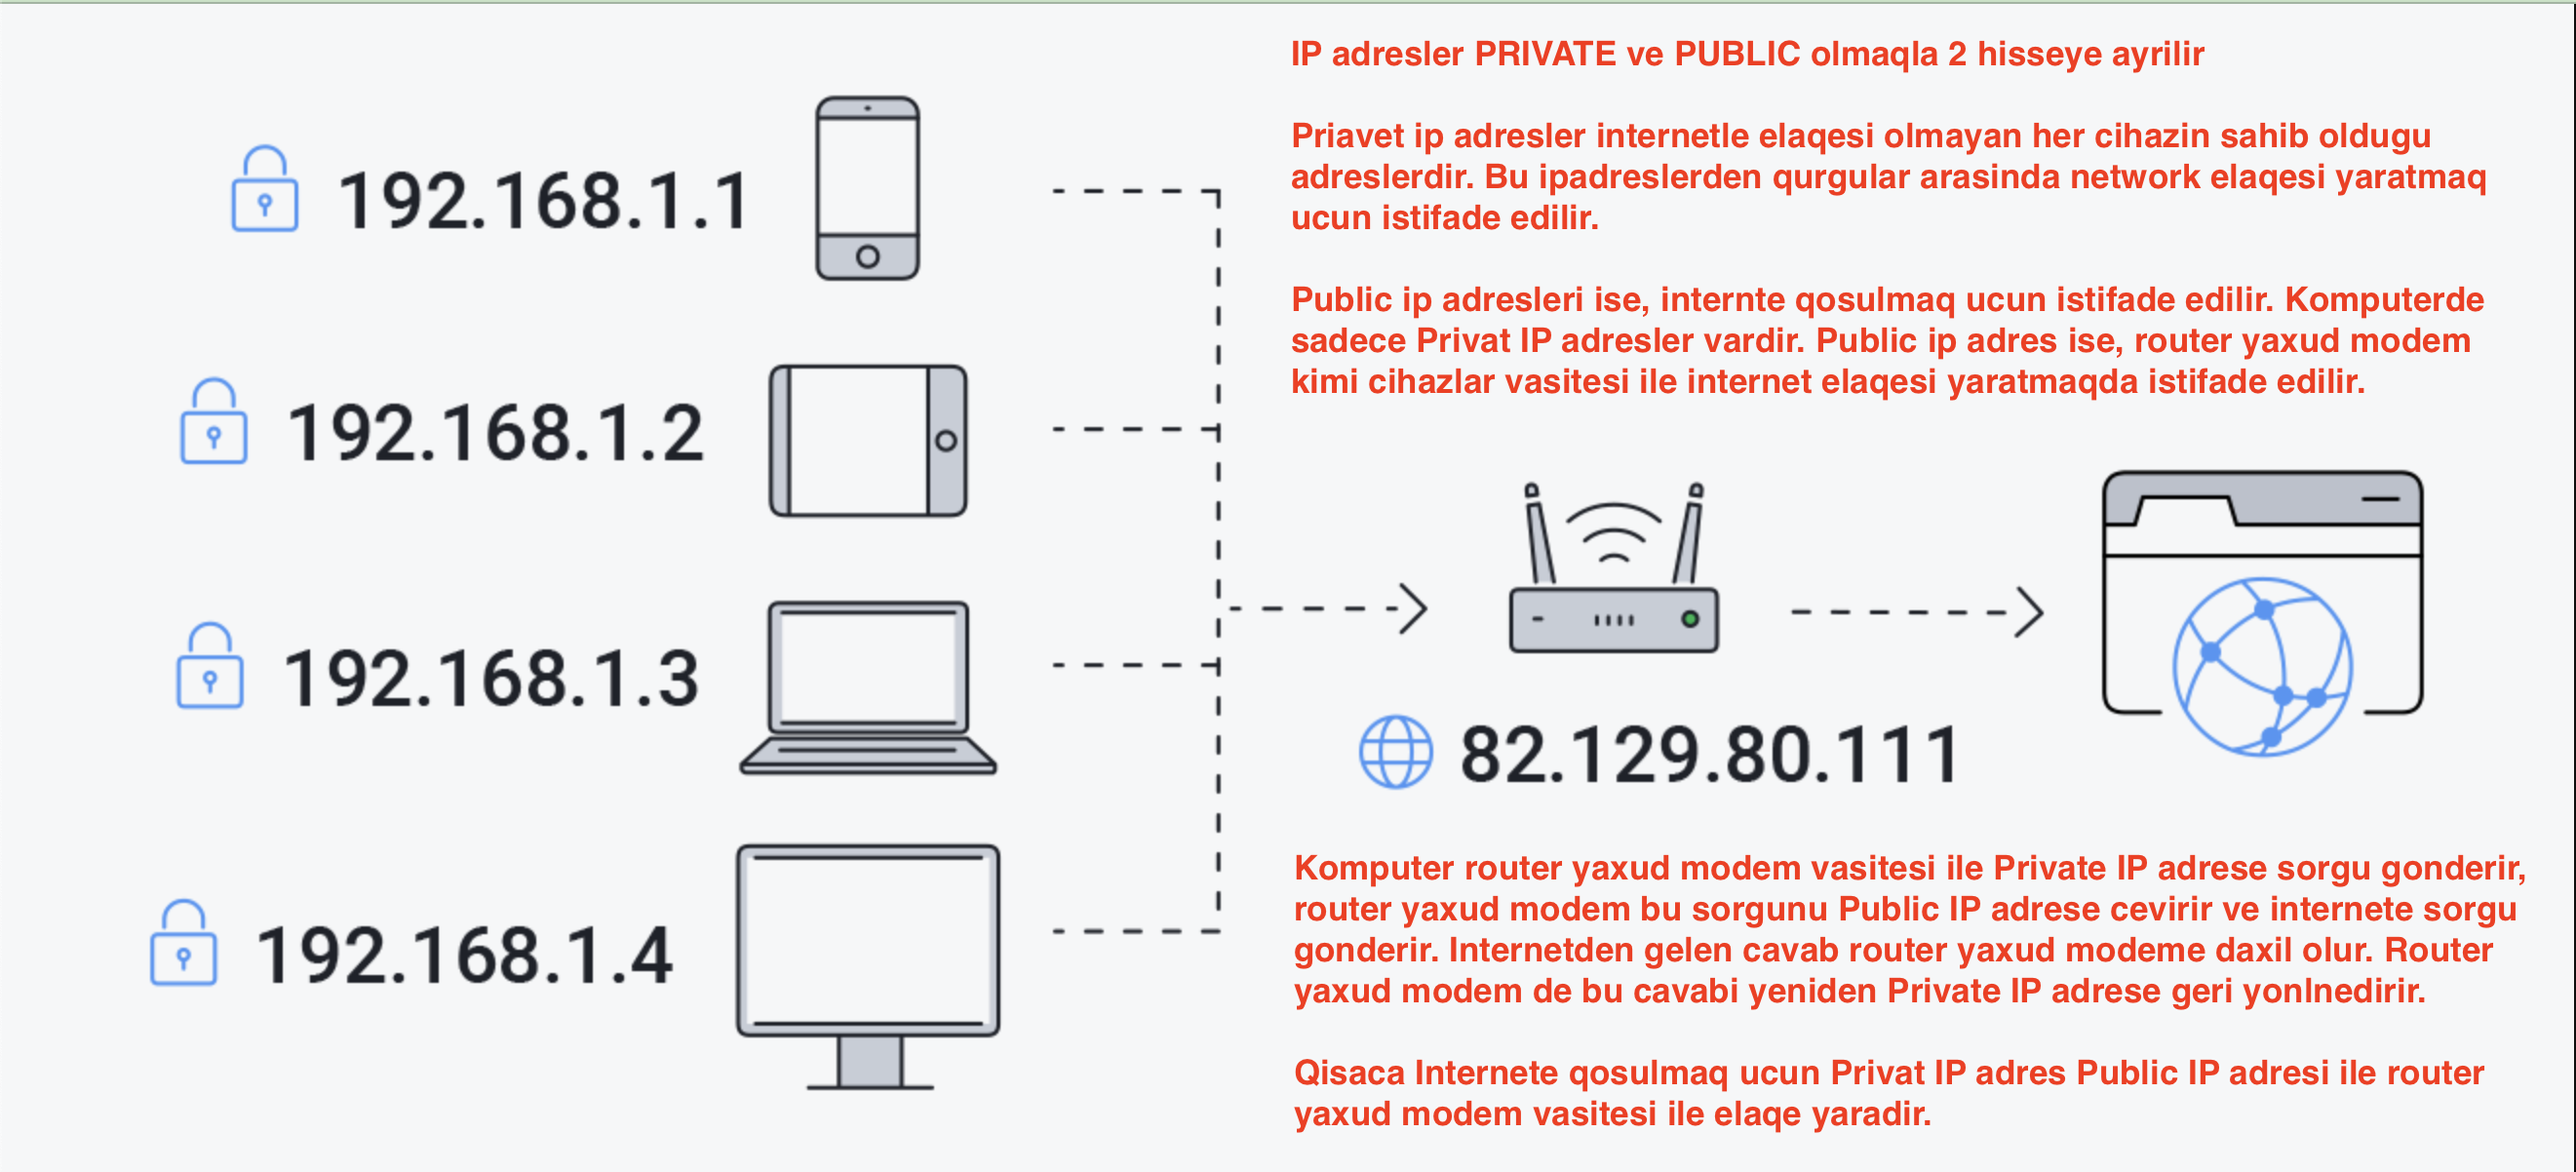 IP adresler PRIVATE ve PUBLIC olmaqla 2 hisseye ayrilir
Priavet ip adresler internetle elaqesi olmayan her cihazin sahib oldugu
adreslerdir. Bu ipadreslerden qurgular arasinda network elaqesi yaratmaq
ucun istifade edilir.
Public ip adresleri ise, internte qosulmaq ucun istifade edilir. Komputerde
sadece Privat IP adresler vardir. Public ip adres ise, router yaxud modem
kimi cihazlar vasitesi ile internet elaqesi yaratmaqda istifade edilir.
192.168.1.1
192.168.1.2
192.168.1.3
192.168.1.4
82.129.80.111
Komputer router yaxud modem vasitesi ile Private IP adrese sorgu gonderir,
router yaxud modem bu sorgunu Public IP adrese cevirir ve internete sorgu
gonderir. Internetden gelen cavab router yaxud modeme daxil olur. Router
yaxud modem de bu cavabi yeniden Private IP adrese geri yonlnedirir.
Qisaca Internete qosulmaq ucun Privat IP adres Public IP adresi ile router
yaxud modem vasitesi ile elaqe yaradir.